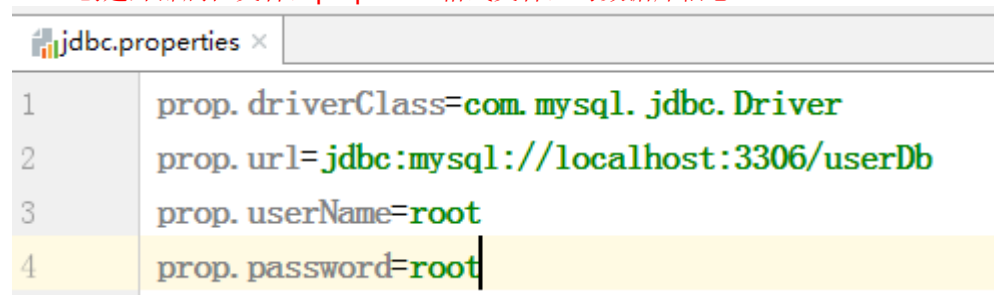 jdbc.properties ×
1 prop.driverClass=com.mysql.jdbc.Driver
2 prop.url=jdbc:mysql://localhost:3306/userDb
3 prop.userName=root
4 prop.password=root